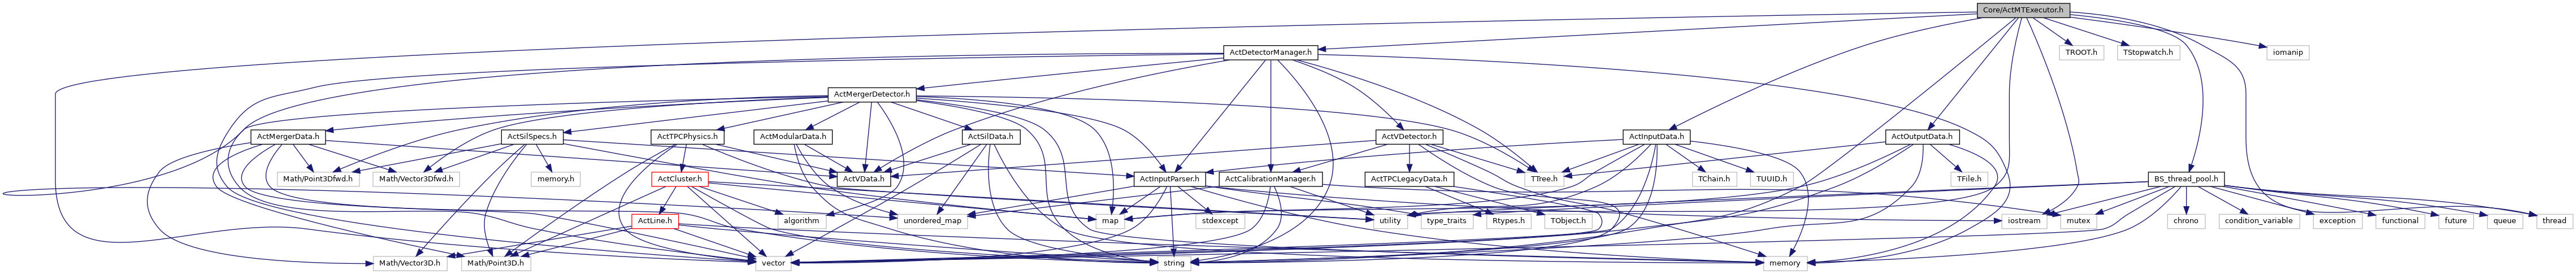 Core/ActMTExecutor.h
ActDetectorManager.h
TROOT.h
TStopwatch.h
iomanip
ActMergerDetector.h
ActMergerData.h
ActSilSpecs.h
ActTPCPhysics.h
ActModularData.h
ActSilData.h
ActVDetector.h
ActInputData.h
ActOutputData.h
Math/Point3Dfwd.h
Math/Vector3Dfwd.h
memory.h
ActCluster.h
ActVData.h
ActInputParser.h
ActCalibrationManager.h
ActTPCLegacyData.h
TTree.h
TChain.h
TUUID.h
TFile.h
BS_thread_pool.h
ActLine.h
algorithm
unordered_map
map
stdexcept
utility
type_traits
Rtypes.h
TObject.h
iostream
mutex
chrono
condition_variable
exception
functional
future
queue
thread
Math/Vector3D.h
Math/Point3D.h
vector
string
memory